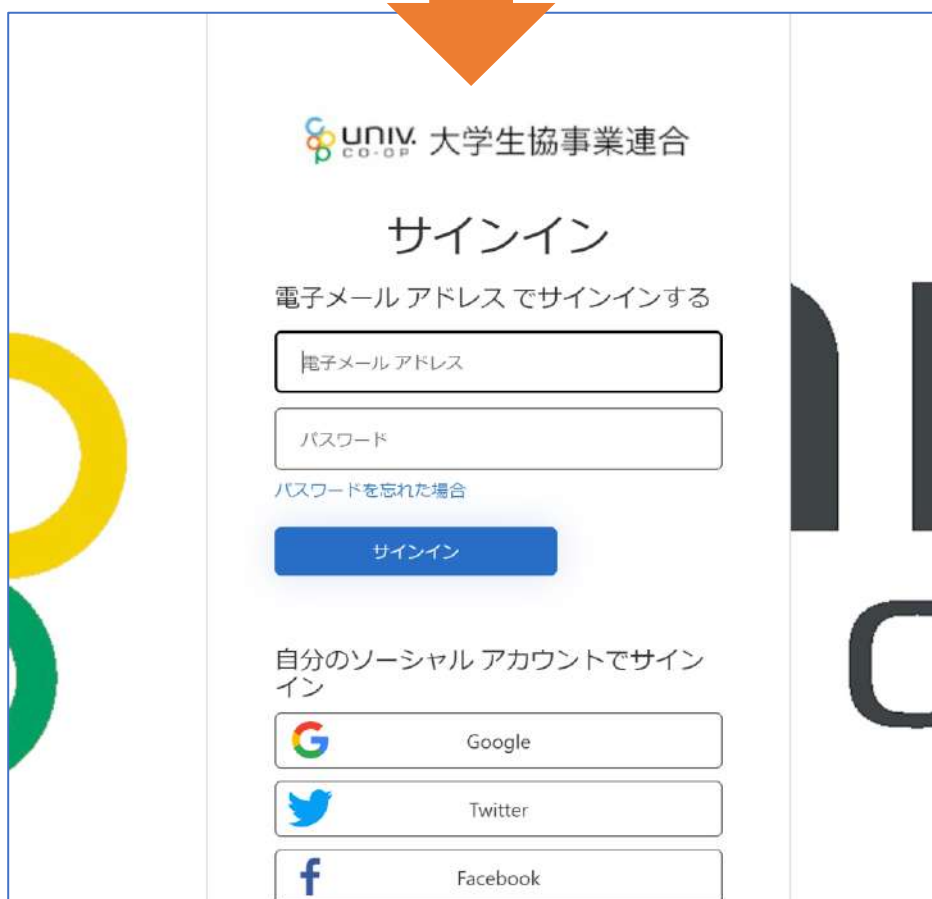 univ. 大学生協事業連合
CO-OP
サインイン
電子メール アドレス でサインインする
電子メール アドレス
パスワード
パスワードを忘れた場合
サインイン
自分のソーシャル アカウントでサイン
イン
Google
Twitter
Facebook